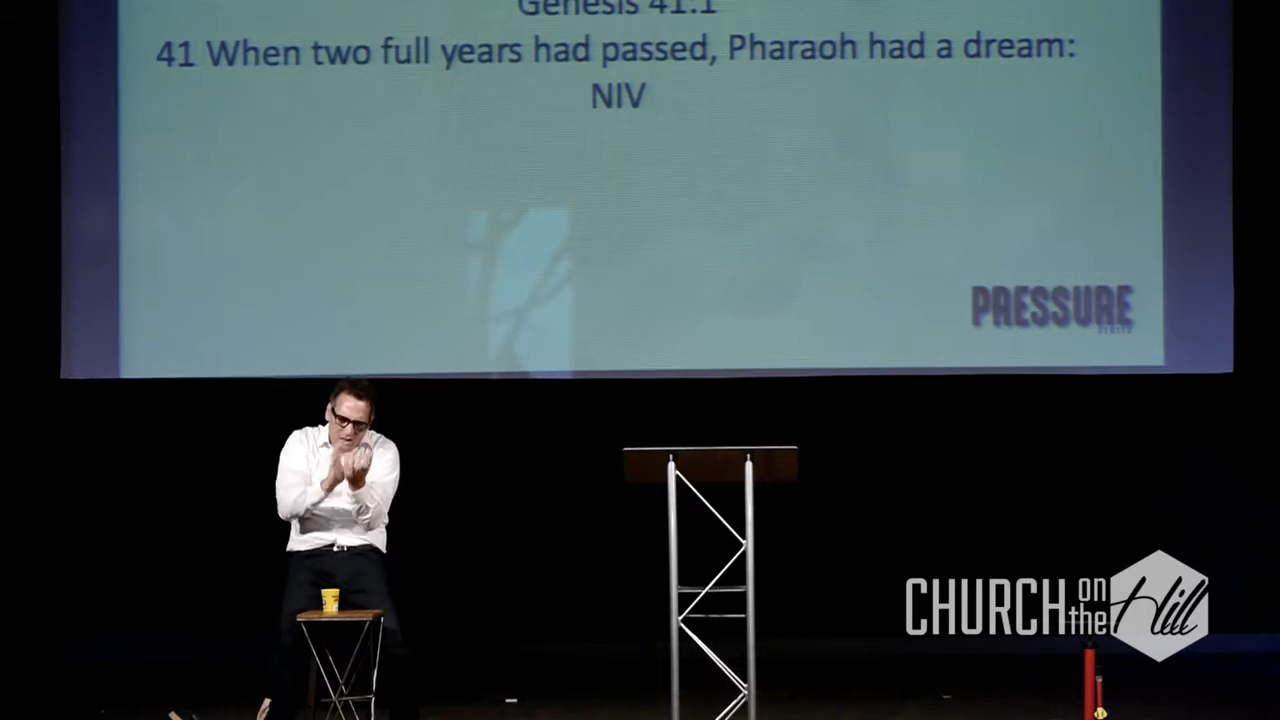 Genesis 41:1
41 When two full years had passed, Pharaoh had a dream:
NIV
PRESSURE
CHURCH on the Hill